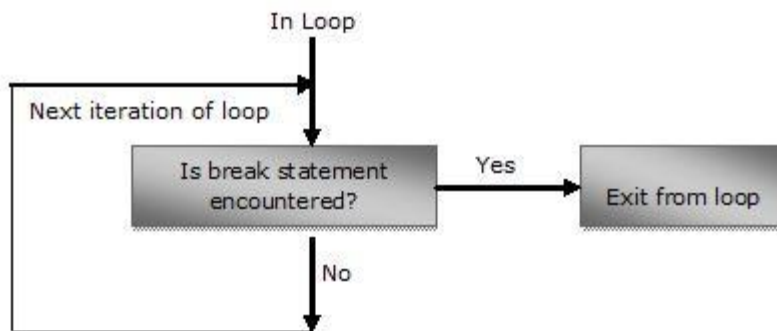 In Loop
Next iteration of loop
Is break statement
encountered?
Yes
Exit from loop
No